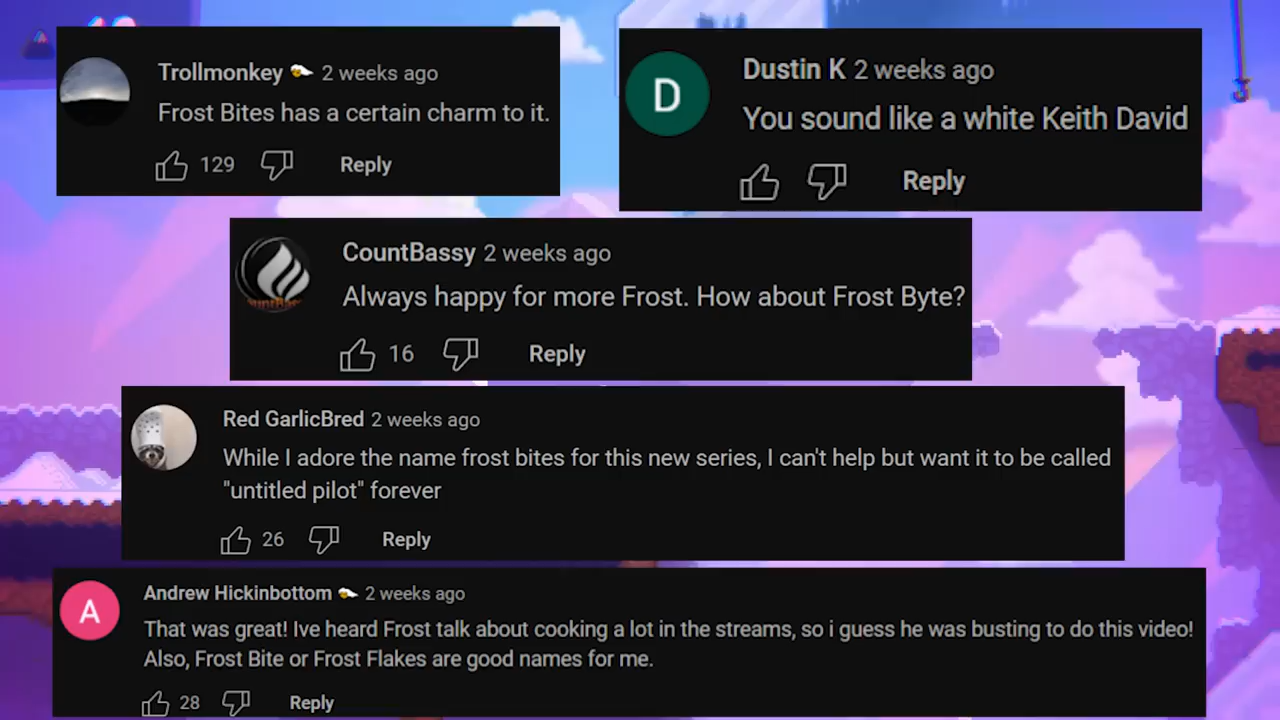 Trollmonkey 2 weeks ago
Frost Bites has a certain charm to it.
129 Reply
D
Dustin K 2 weeks ago
You sound like a white Keith David
Reply
CountBassy 2 weeks ago
Always happy for more Frost. How about Frost Byte?
16 Reply
Red GarlicBred 2 weeks ago
While I adore the name frost bites for this new series, I can't help but want it to be called
"untitled pilot" forever
26 Reply
A
Andrew Hickinbottom 2 weeks ago
That was great! Ive heard Frost talk about cooking a lot in the streams, so i guess he was busting to do this video!
Also, Frost Bite or Frost Flakes are good names for me.
28 Reply